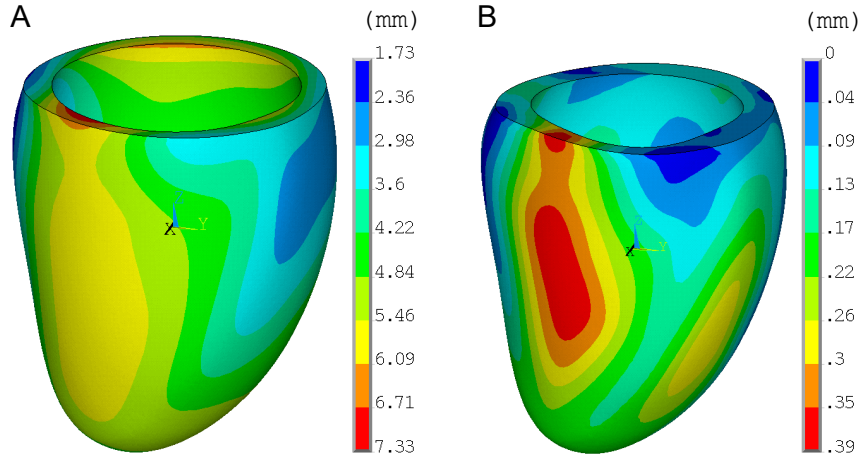 A
(mm)
1.73
2.36
2.98
3.6
4.22
4.84
5.46
6.09
6.71
7.33
Z
X
Y
B
(mm)
0
.04
.09
.13
.17
.22
.26
.3
.35
.39
Z
X
Y